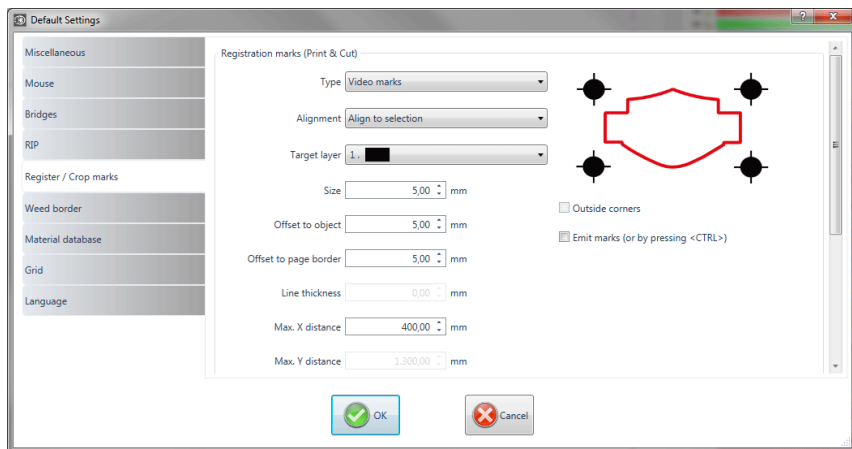 Default Settings
?
X
Miscellaneous
Mouse
Bridges
RIP
Register / Crop marks
Weed border
Material database
Grid
Language
Registration marks (Print & Cut)
Type Video marks
Alignment Align to selection
Target layer 1 .
Size 5,00 mm
Offset to object 5,00 mm
Offset to page border 5,00 mm
Line thickness 0,00 mm
Max. X distance 400,00 mm
Max. Y distance 1.300,00 mm
Outside corners
Emit marks (or by pressing <CTRL>)
OK
Cancel